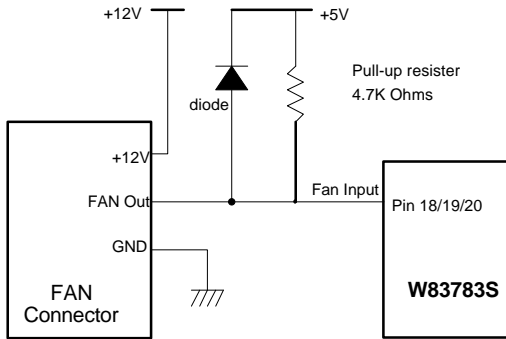 +12V
+5V
Pull-up resister
4.7K Ohms
diode
+12V
FAN Out
Fan Input
Pin 18/19/20
GND
FAN
Connector
W83783S